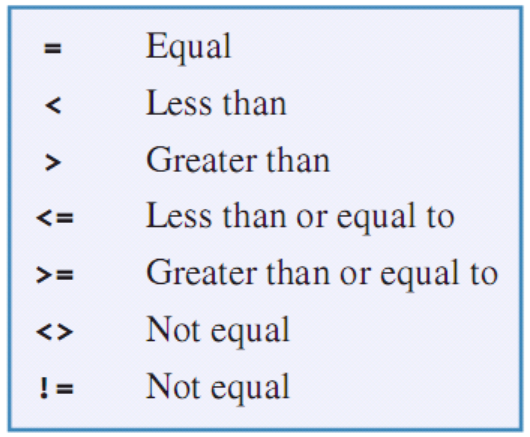 = Equal
< Less than
> Greater than
<= Less than or equal to
>= Greater than or equal to
<> Not equal
!= Not equal